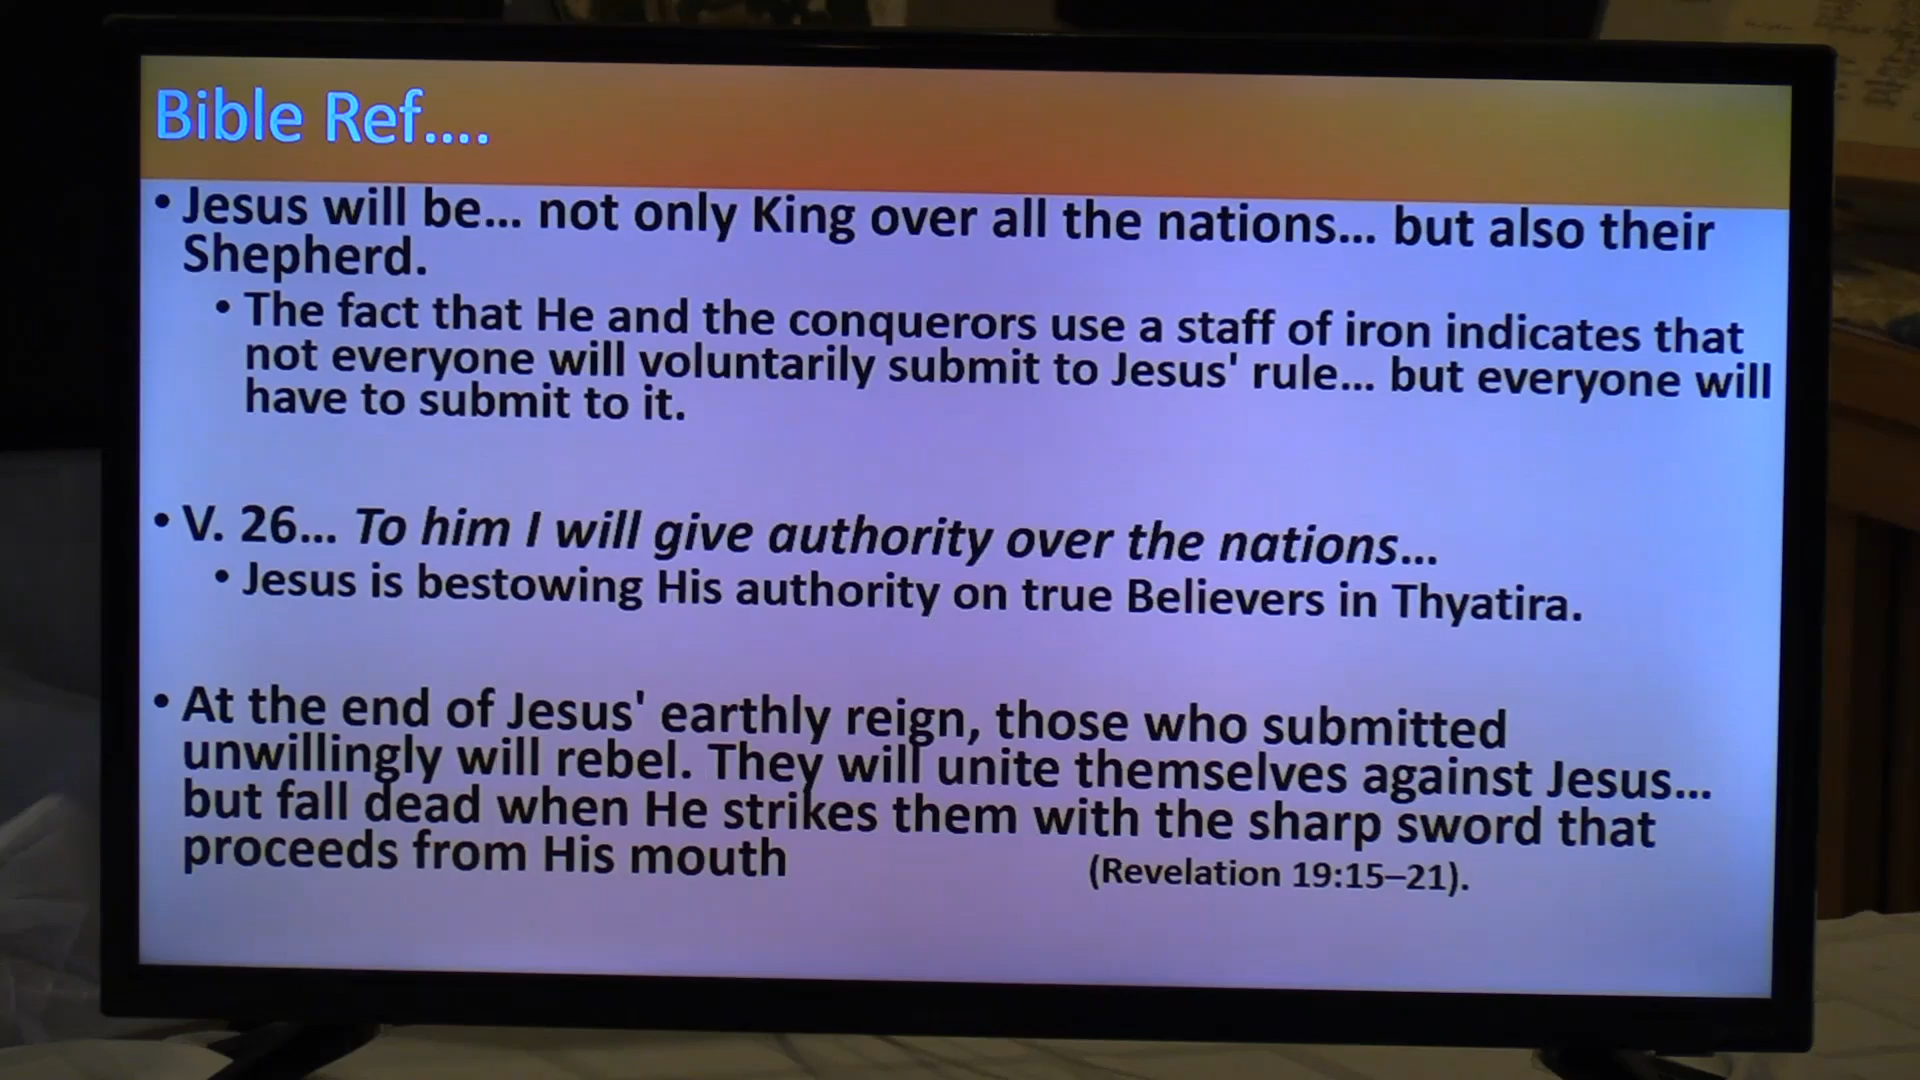 Bible Ref....
• Jesus will be... not only King over all the nations... but also their
Shepherd.
• The fact that He and the conquerors use a staff of iron indicates that
not everyone will voluntarily submit to Jesus' rule... but everyone will
have to submit to it.
• V. 26... To him I will give authority over the nations...
• Jesus is bestowing His authority on true Believers in Thyatira.
• At the end of Jesus' earthly reign, those who submitted
unwillingly will rebel. They will unite themselves against Jesus...
but fall dead when He strikes them with the sharp sword that
proceeds from His mouth (Revelation 19:15–21).